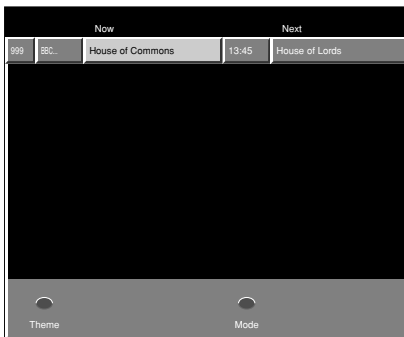 Now Next
999 BBC... House of Commons 13:45 House of Lords
Theme Mode